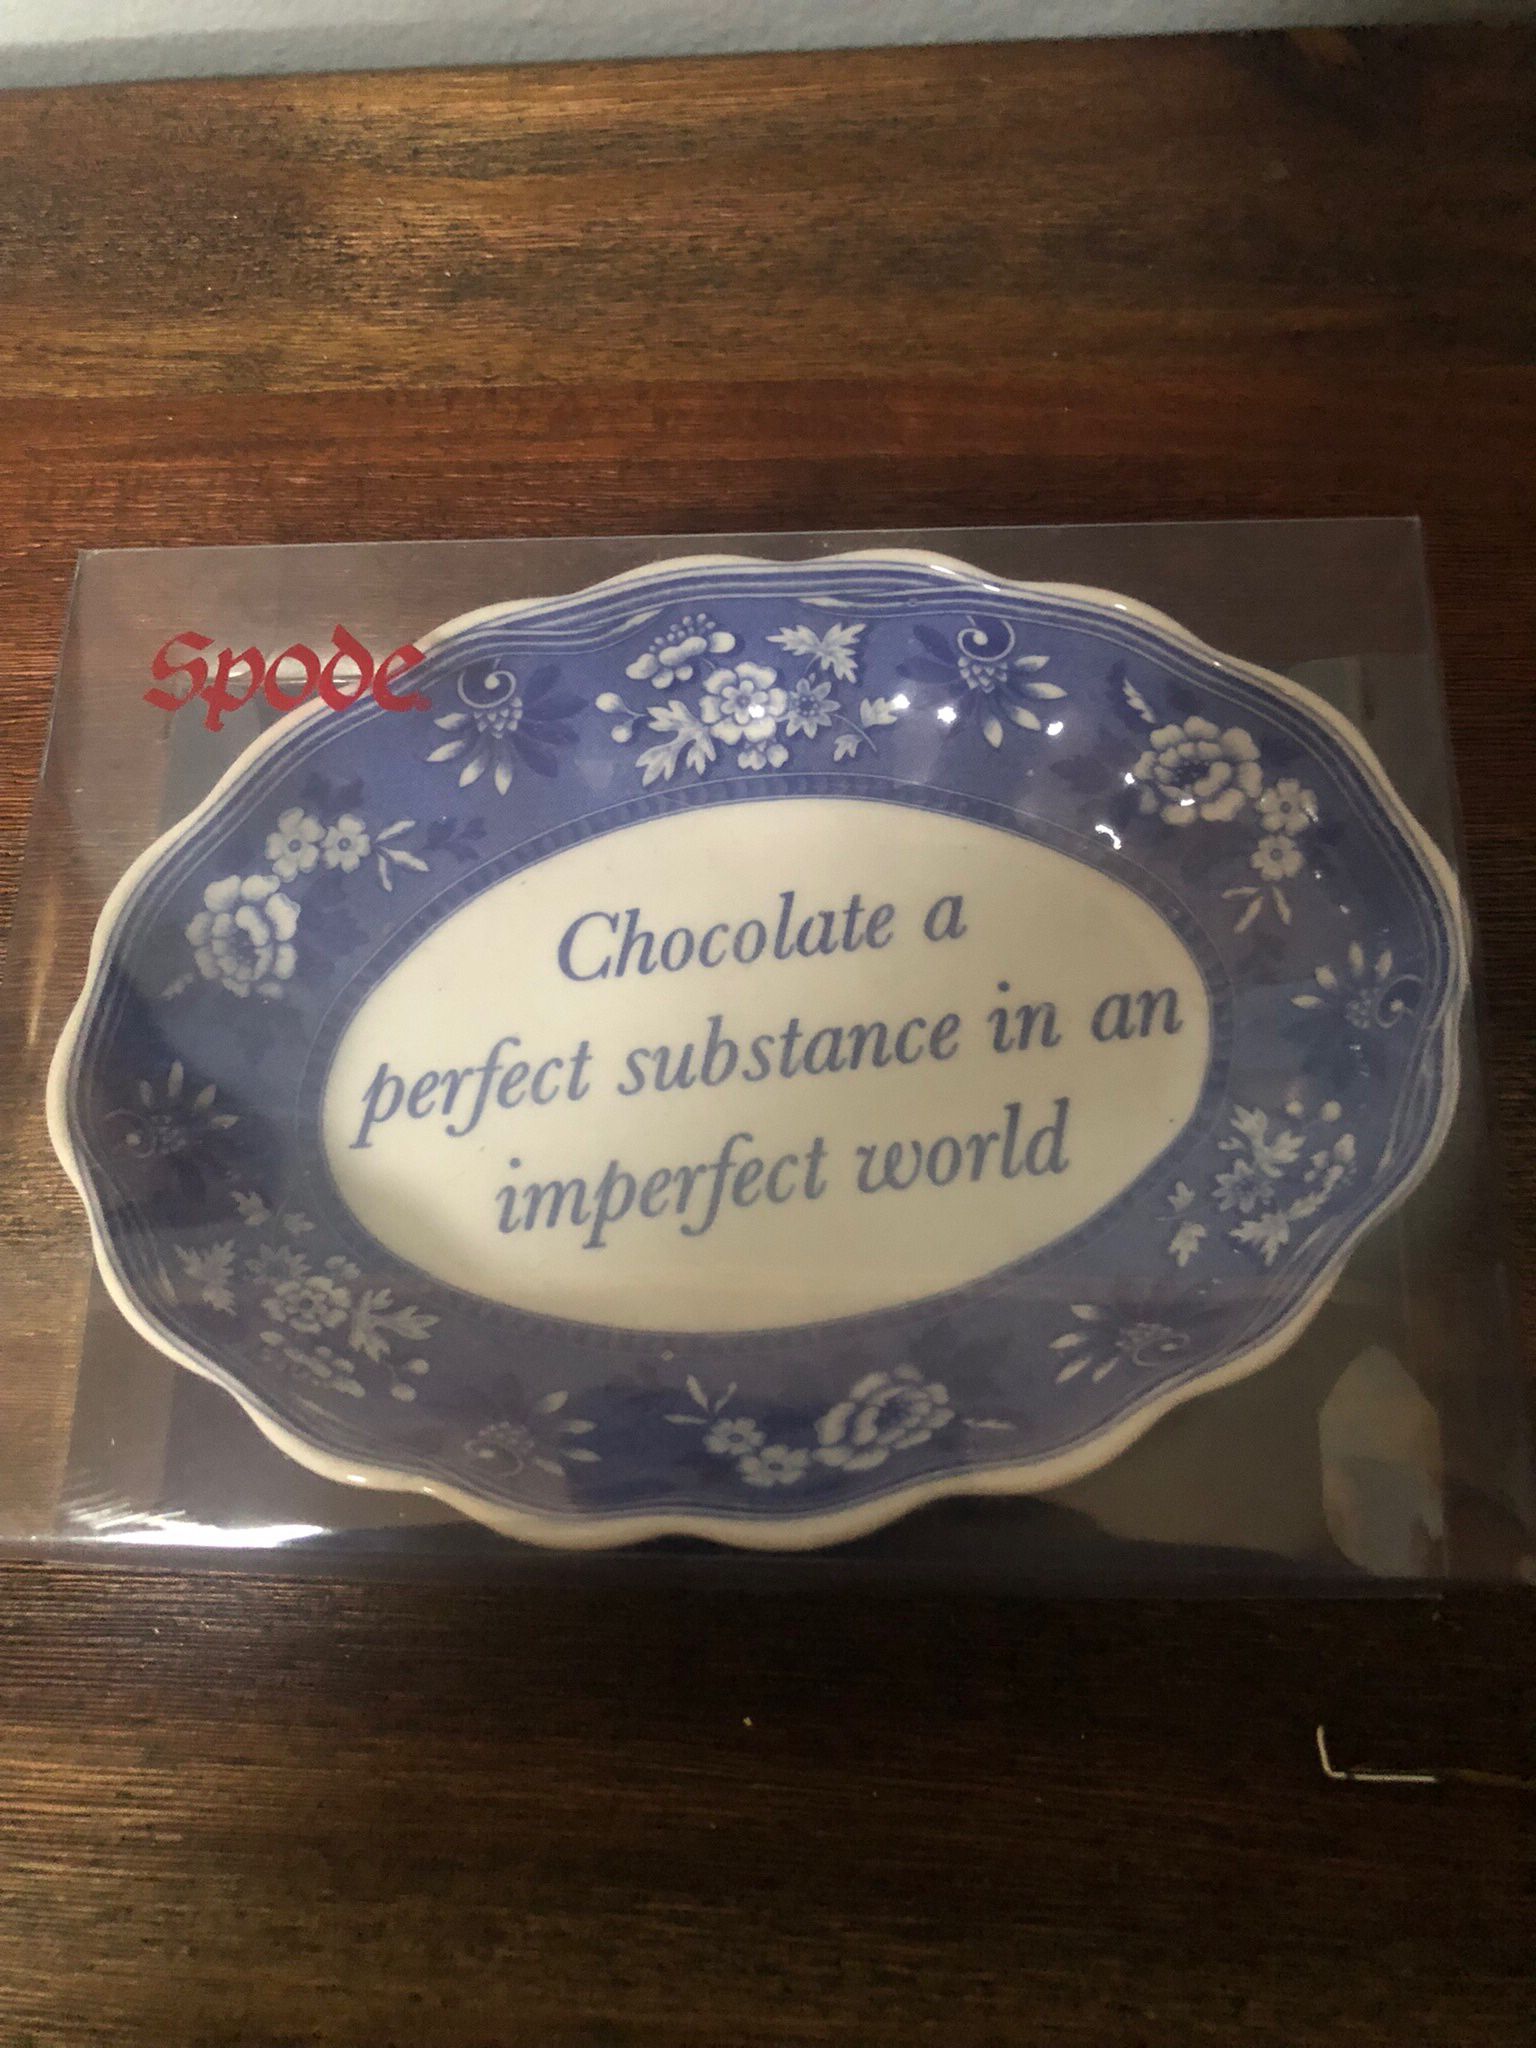 Spode
Chocolate a
perfect substance in an
imperfect world